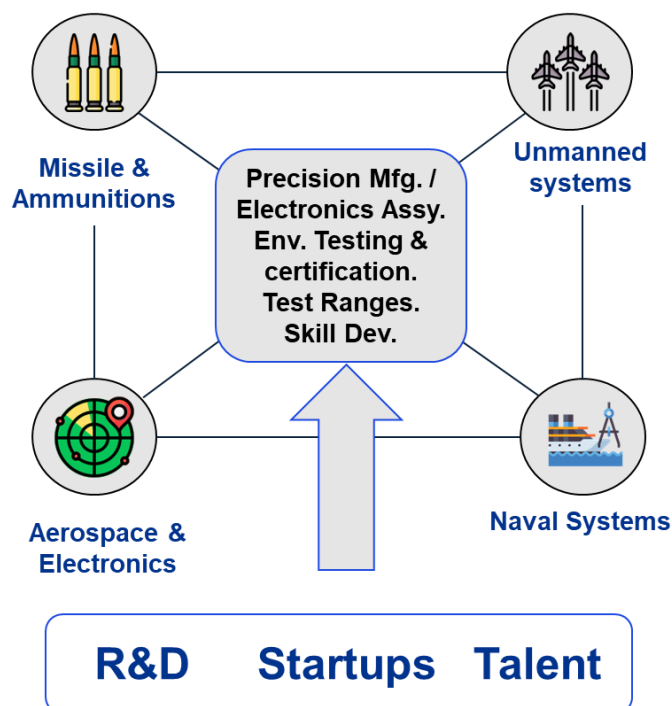 Missile &
Ammunitions
Unmanned
systems
Precision Mfg. /
Electronics Assy.
Env. Testing &
certification.
Test Ranges.
Skill Dev.
Aerospace &
Electronics
Naval Systems
R&D Startups Talent